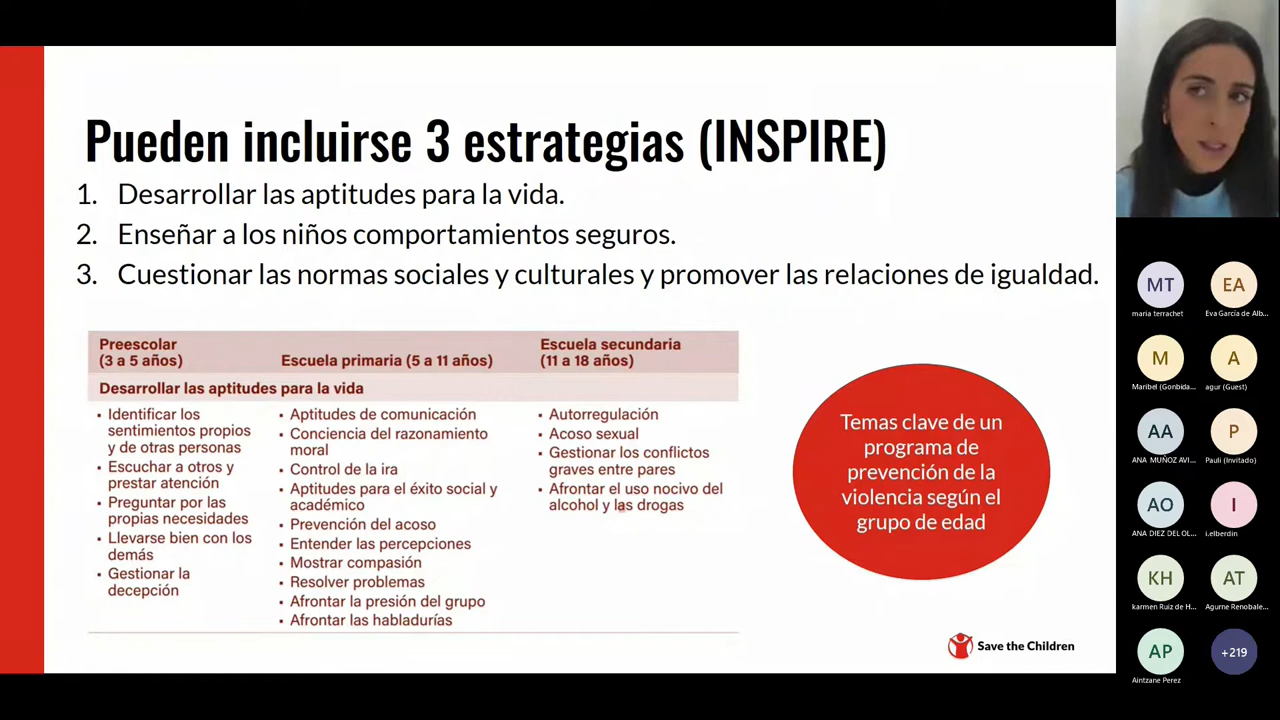 Pueden incluirse 3 estrategias (INSPIRE)
1. Desarrollar las aptitudes para la vida.
2. Enseñar a los niños comportamientos seguros.
3. Cuestionar las normas sociales y culturales y promover las relaciones de igualdad.
Preescolar
(3 a 5 años)
Escuela primaria (5 a 11 años)
Escuela secundaria
(11 a 18 años)
Desarrollar las aptitudes para la vida
▪ Identificar los
sentimientos propios
y de otras personas
▪ Escuchar a otros y
prestar atención
▪ Preguntar por las
propias necesidades
▪ Llevarse bien con los
demás
▪ Gestionar la
decepción
▪ Aptitudes de comunicación
▪ Conciencia del razonamiento
moral
▪ Control de la ira
▪ Aptitudes para el éxito social y
académico
▪ Prevención del acoso
▪ Entender las percepciones
▪ Mostrar compasión
▪ Resolver problemas
▪ Afrontar la presión del grupo
▪ Afrontar las habladurías
▪ Autorregulación
▪ Acoso sexual
▪ Gestionar los conflictos
graves entre pares
▪ Afrontar el uso nocivo del
alcohol y las drogas
Temas clave de un
programa de
prevención de la
violencia según el
grupo de edad
Save the Children
MT
maria terrachet
EA
Eva García de Alb...
M
Maribel (Gonbida...
A
agur (Guest)
AA
ANA MUÑOZ AVI...
P
Pauli (Invitado)
AO
ANA DIEZ DEL OL...
I
i.elberdin
KH
karmen Ruiz de H...
AT
Agurne Renobale...
AP
Aintzane Perez
+219